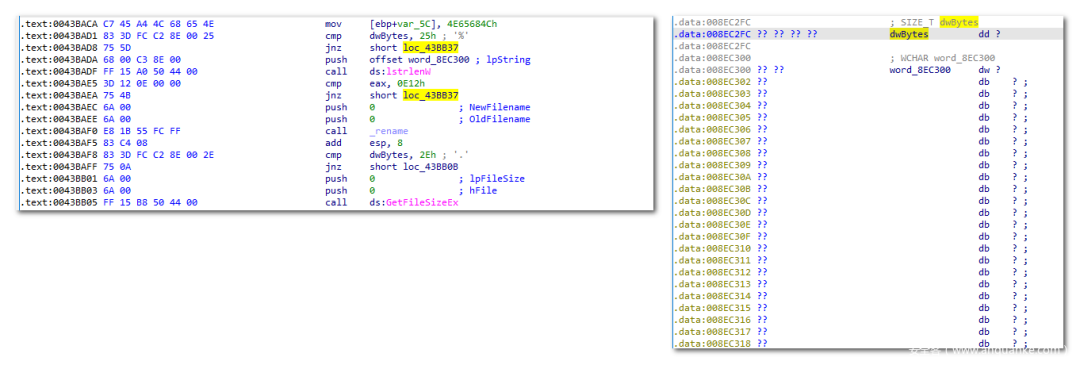 .text:0043BACA C7 45 A4 4C 68 65 4E mov [ebp+var_5C], 4E65684Ch
.text:0043BAD1 83 3D FC C2 8E 00 25 cmp dwBytes, 25h ; '%'
.text:0043BAD8 75 5D jnz short loc_43BB37
.text:0043BADA 68 00 C3 8E 00 push offset word_8EC300 ; lpString
.text:0043BADF FF 15 A0 50 44 00 call ds:lstrlenW
.text:0043BAE5 3D 12 0E 00 00 cmp eax, 0E12h
.text:0043BAEA 75 4B jnz short loc_43BB37
.text:0043BAEC 6A 00 push 0 ; NewFilename
.text:0043BAEE 6A 00 push 0 ; OldFilename
.text:0043BAF0 E8 1B 55 FC FF call _rename
.text:0043BAF5 83 C4 08 add esp, 8
.text:0043BAF8 83 3D FC C2 8E 00 2E cmp dwBytes, 2Eh ; '.'
.text:0043BAFF 75 0A jnz short loc_43BB0B
.text:0043BB01 6A 00 push 0 ; lpFileSize
.text:0043BB03 6A 00 push 0 ; hFile
.text:0043BB05 FF 15 B8 50 44 00 call ds:GetFileSizeEx
.data:008EC2FC ; SIZE_T dwBytes
.data:008EC2FC ?? ?? ?? ?? dwBytes dd ?
.data:008EC2FC
.data:008EC300 ; WCHAR word_8EC300
.data:008EC300 ?? ?? word_8EC300 dw ?
.data:008EC302 ?? db ? ;
.data:008EC303 ?? db ? ;
.data:008EC304 ?? db ? ;
.data:008EC305 ?? db ? ;
.data:008EC306 ?? db ? ;
.data:008EC307 ?? db ? ;
.data:008EC308 ?? db ? ;
.data:008EC309 ?? db ? ;
.data:008EC30A ?? db ? ;
.data:008EC30B ?? db ? ;
.data:008EC30C ?? db ? ;
.data:008EC30D ?? db ? ;
.data:008EC30E ?? db ? ;
.data:008EC30F ?? db ? ;
.data:008EC310 ?? db ? ;
.data:008EC311 ?? db ? ;
.data:008EC312 ?? db ? ;
.data:008EC313 ?? db ? ;
.data:008EC314 ?? db ? ;
.data:008EC315 ?? db ? ;
.data:008EC316 ?? db ? ;
.data:008EC317 ?? db ? ;
.data:008EC318 ?? db ? ;